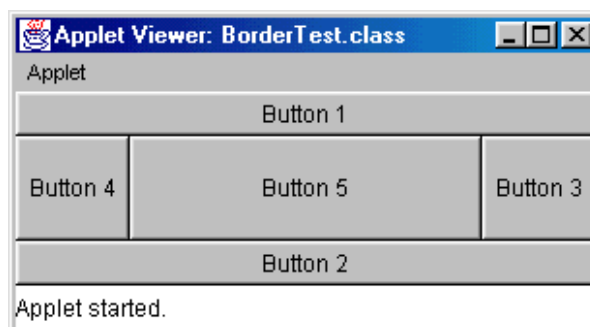 Applet Viewer: BorderTest.class
Applet
Button 1
Button 4 Button 5 Button 3
Button 2
Applet started.